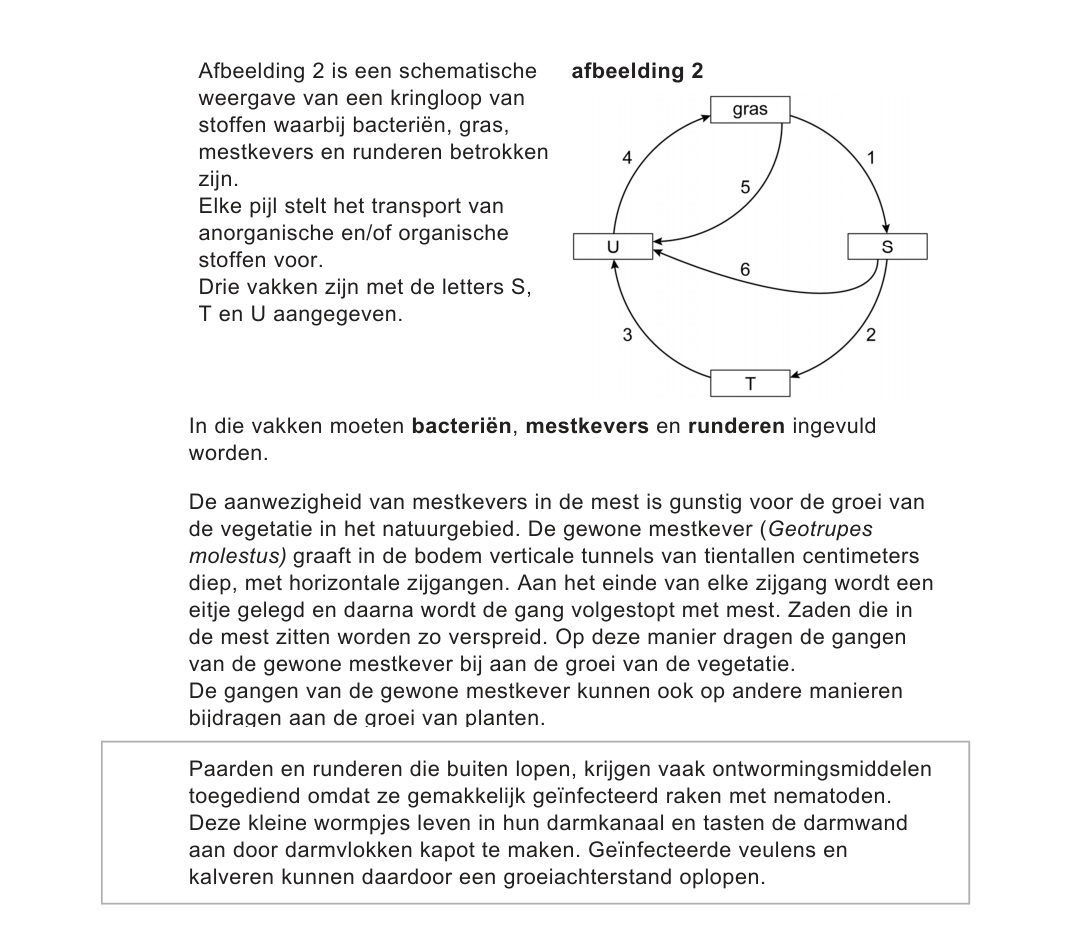 Afbeelding 2 is een schematische
weergave van een kringloop van
stoffen waarbij bacteriën, gras,
mestkevers en runderen betrokken
zijn.
Elke pijl stelt het transport van
anorganische en/of organische
stoffen voor.
Drie vakken zijn met de letters S,
T en U aangegeven.
afbeelding 2
gras
4
1
5
U
S
6
3
2
T
In die vakken moeten bacteriën, mestkevers en runderen ingevuld
worden.
De aanwezigheid van mestkevers in de mest is gunstig voor de groei van
de vegetatie in het natuurgebied. De gewone mestkever (Geotrupes
molestus) graaft in de bodem verticale tunnels van tientallen centimeters
diep, met horizontale zijgangen. Aan het einde van elke zijgang wordt een
eitje gelegd en daarna wordt de gang volgestopt met mest. Zaden die in
de mest zitten worden zo verspreid. Op deze manier dragen de gangen
van de gewone mestkever bij aan de groei van de vegetatie.
De gangen van de gewone mestkever kunnen ook op andere manieren
bijdragen aan de groei van planten.
Paarden en runderen die buiten lopen, krijgen vaak ontwormingsmiddelen
toegediend omdat ze gemakkelijk geïnfecteerd raken met nematoden.
Deze kleine wormpjes leven in hun darmkanaal en tasten de darmwand
aan door darmvlokken kapot te maken. Geïnfecteerde veulens en
kalveren kunnen daardoor een groeiachterstand oplopen.